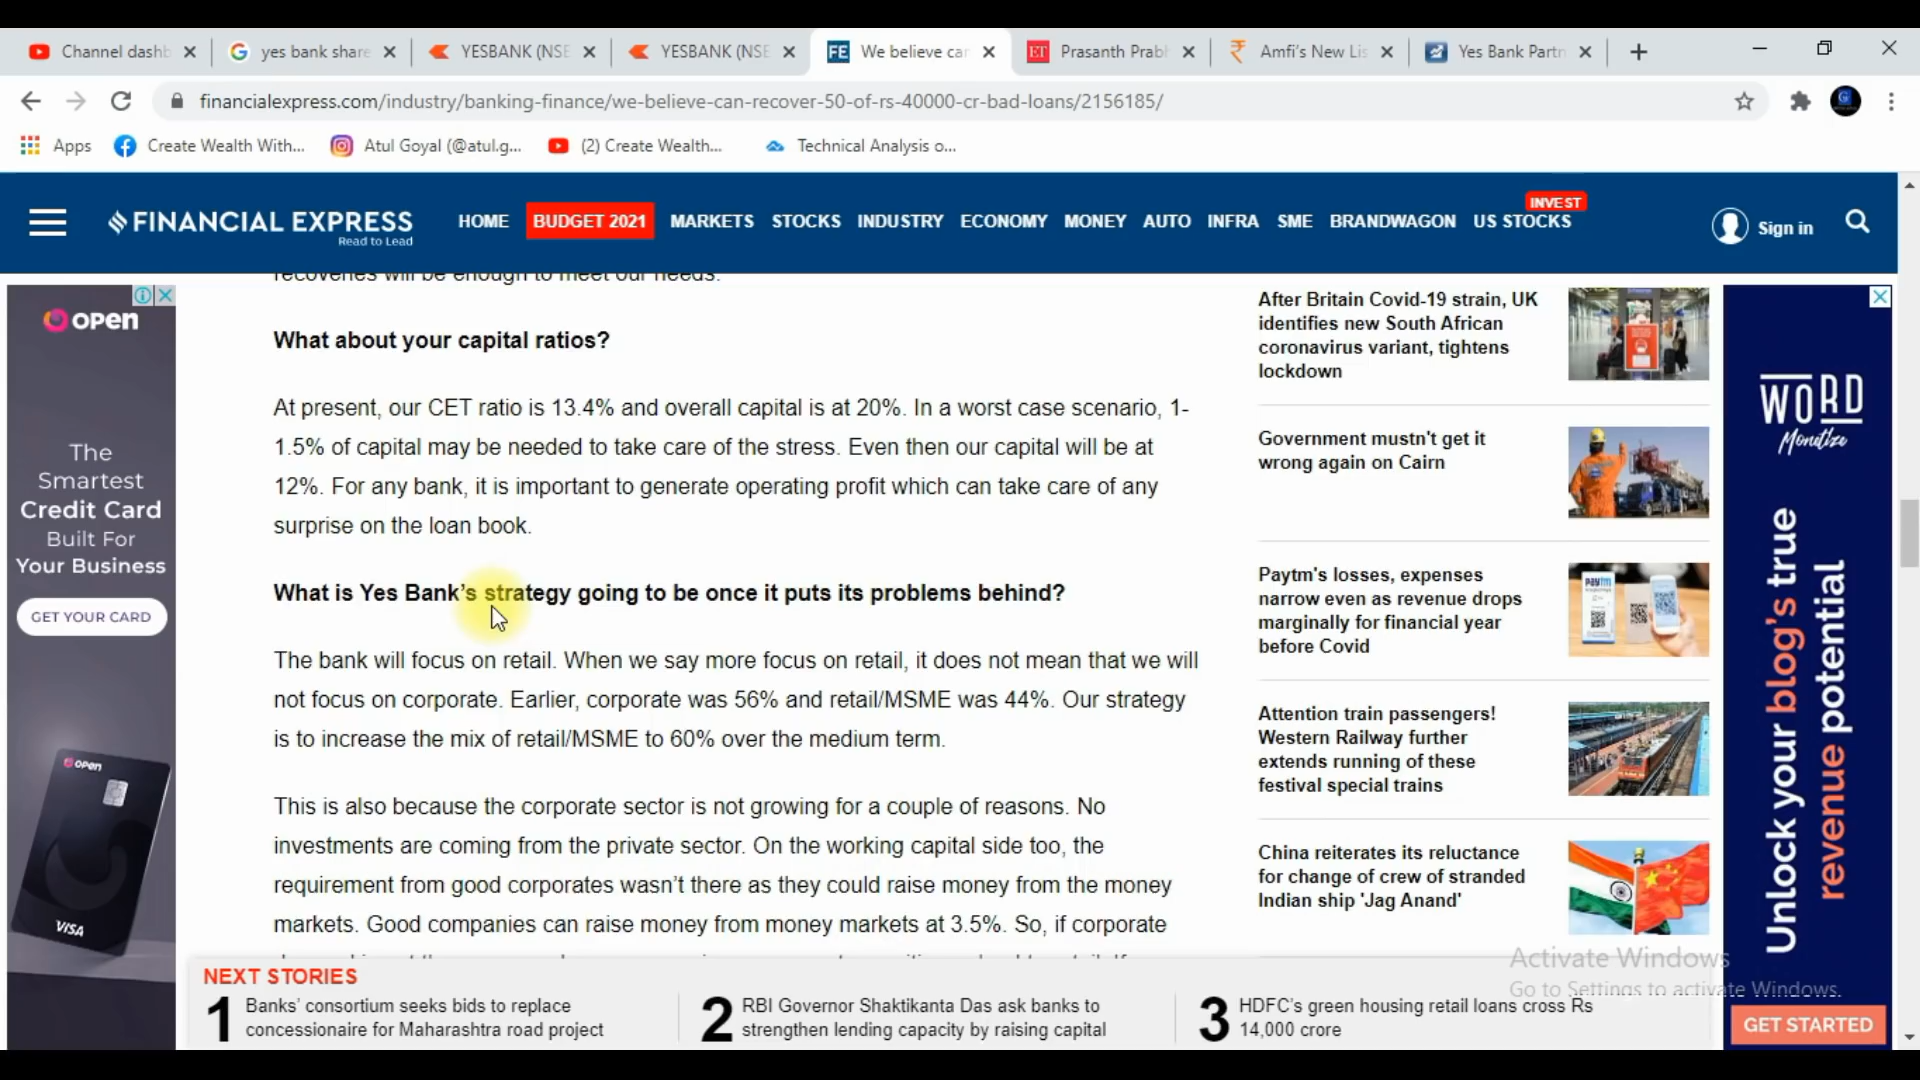 Channel dashb
yes bank share
YESBANK (NSE
YESBANK (NSE
FE We believe can
ET Prasanth Prabh
Amfi's New Lis
Yes Bank Partn
financialexpress.com/industry/banking-finance/we-believe-can-recover-50-of-rs-40000-cr-bad-loans/2156185/
Apps
Create Wealth With...
Atul Goyal (@atul.g...
(2) Create Wealth...
Technical Analysis o...
FINANCIAL EXPRESS
Read to Lead
HOME
BUDGET 2021
MARKETS
STOCKS
INDUSTRY
ECONOMY
MONEY
AUTO
INFRA
SME
BRANDWAGON
INVEST
US STOCKS
Sign in
recoveries will be enough to meet our needs.
What about your capital ratios?
At present, our CET ratio is 13.4% and overall capital is at 20%. In a worst case scenario, 1-
1.5% of capital may be needed to take care of the stress. Even then our capital will be at
12%. For any bank, it is important to generate operating profit which can take care of any
surprise on the loan book.
What is Yes Bank's strategy going to be once it puts its problems behind?
The bank will focus on retail. When we say more focus on retail, it does not mean that we will
not focus on corporate. Earlier, corporate was 56% and retail/MSME was 44%. Our strategy
is to increase the mix of retail/MSME to 60% over the medium term.
This is also because the corporate sector is not growing for a couple of reasons. No
investments are coming from the private sector. On the working capital side too, the
requirement from good corporates wasn't there as they could raise money from the money
markets. Good companies can raise money from money markets at 3.5%. So, if corporate
After Britain Covid-19 strain, UK
identifies new South African
coronavirus variant, tightens
lockdown
Government mustn't get it
wrong again on Cairn
Paytm's losses, expenses
narrow even as revenue drops
marginally for financial year
before Covid
Attention train passengers!
Western Railway further
extends running of these
festival special trains
China reiterates its reluctance
for change of crew of stranded
Indian ship 'Jag Anand'
OPEN
The
Smartest
Credit Card
Built For
Your Business
GET YOUR CARD
OPEN
VISA
WORD
Monetize
Unlock your blog's true
revenue potential
GET STARTED
Activate Windows
Go to Settings to activate Windows.
NEXT STORIES
1 Banks' consortium seeks bids to replace
concessionaire for Maharashtra road project
2 RBI Governor Shaktikanta Das ask banks to
strengthen lending capacity by raising capital
3 HDFC's green housing retail loans cross Rs
14,000 crore